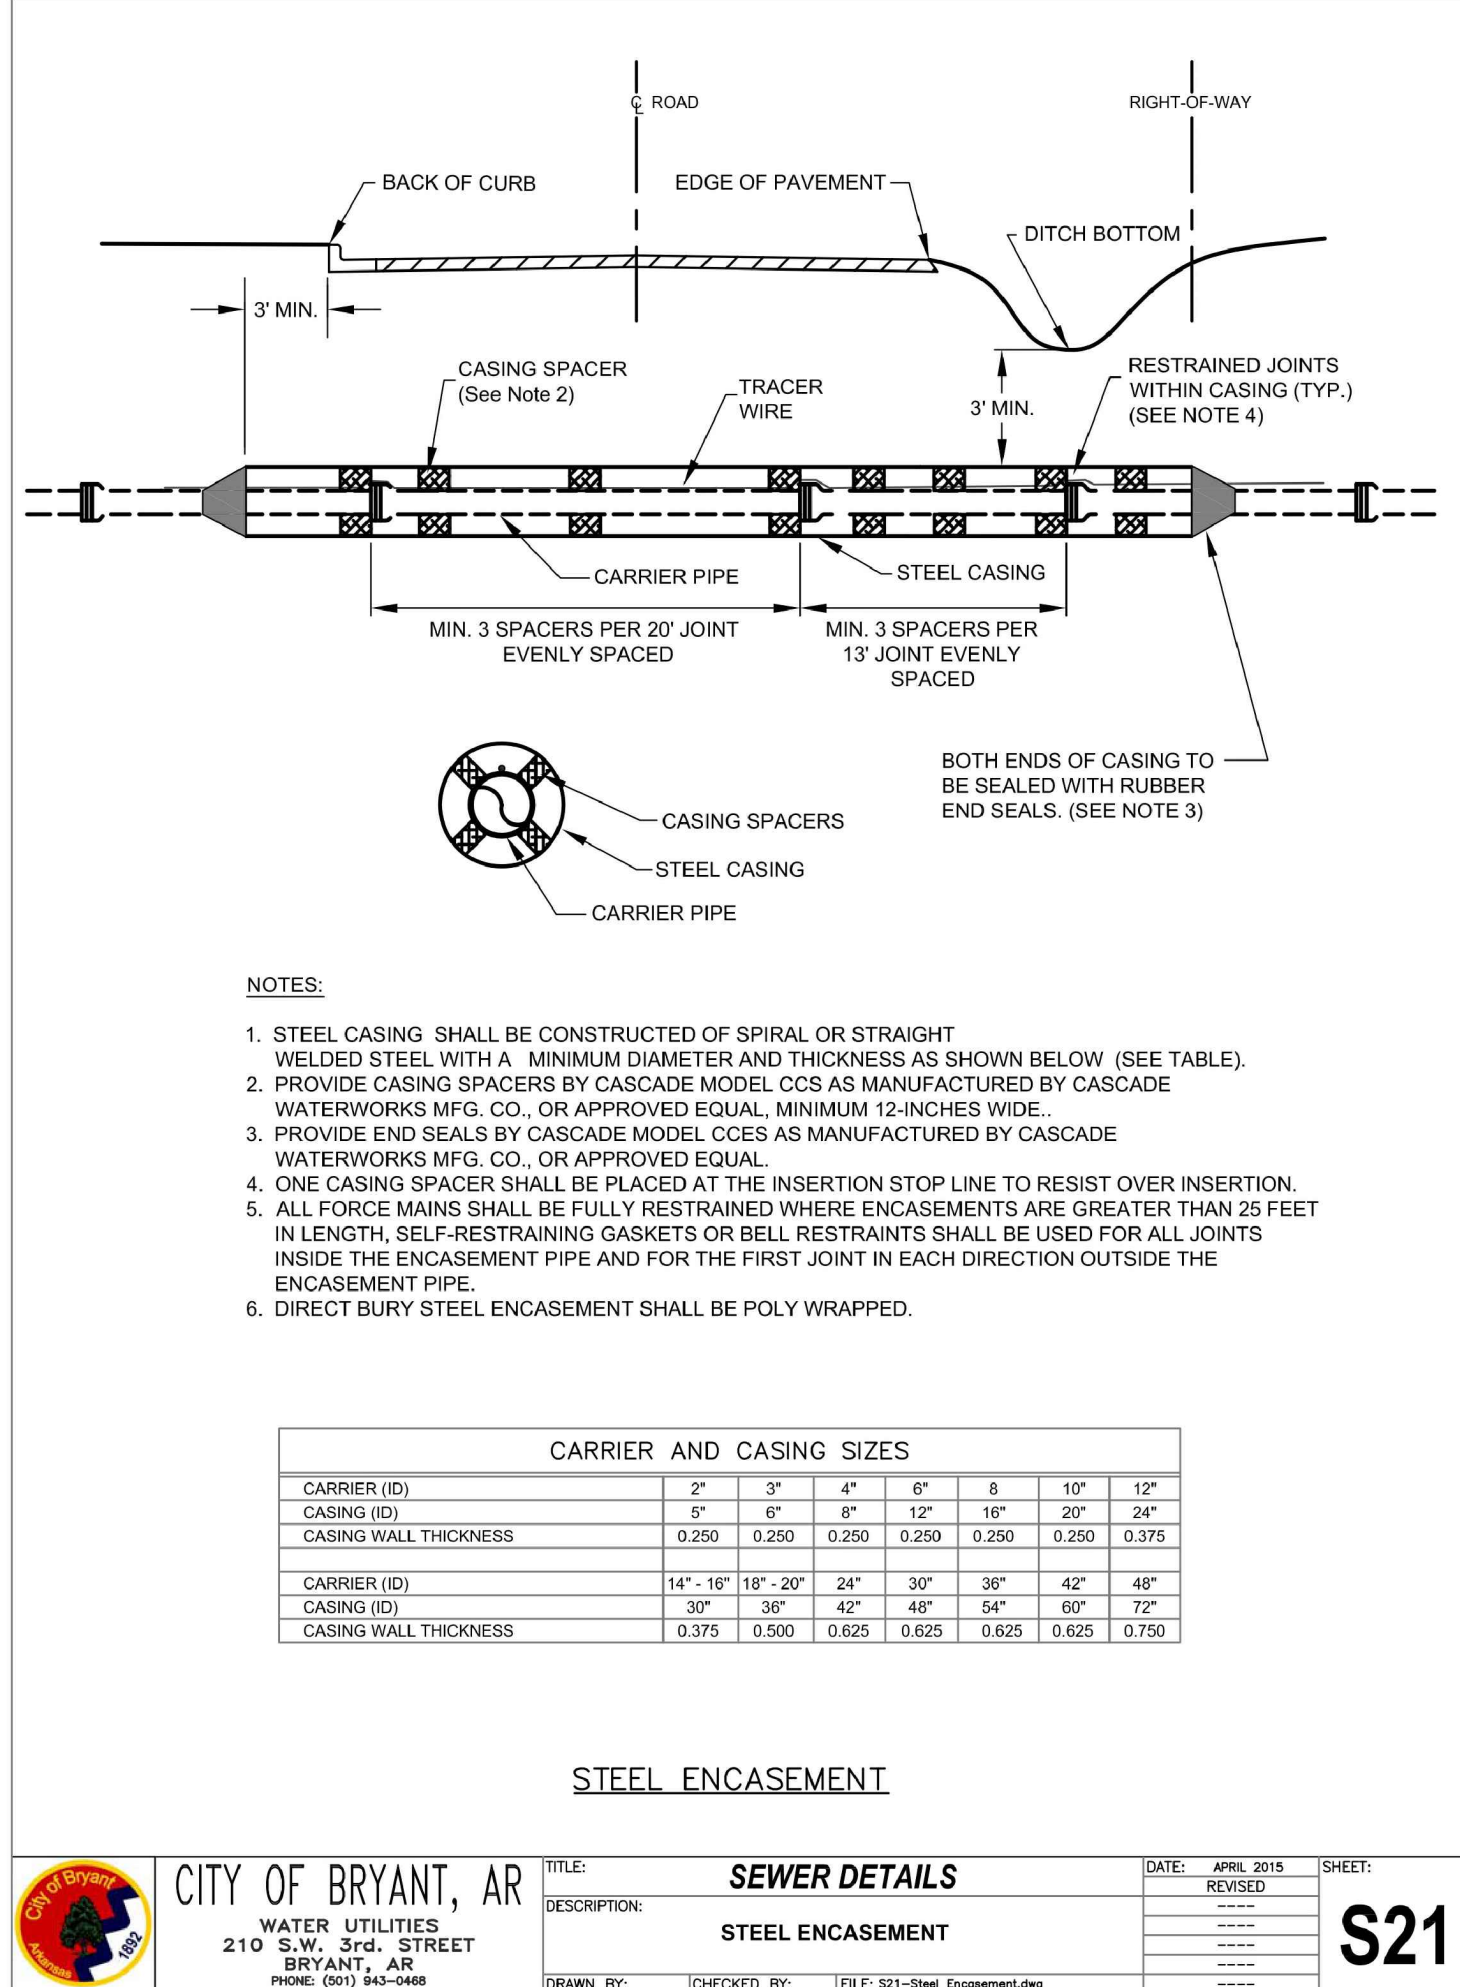 ℄ ROAD
RIGHT-OF-WAY
BACK OF CURB
EDGE OF PAVEMENT
DITCH BOTTOM
3' MIN.
CASING SPACER
(See Note 2)
TRACER
WIRE
3' MIN.
RESTRAINED JOINTS
WITHIN CASING (TYP.)
(SEE NOTE 4)
CARRIER PIPE
STEEL CASING
MIN. 3 SPACERS PER 20' JOINT
EVENLY SPACED
MIN. 3 SPACERS PER
13' JOINT EVENLY
SPACED
BOTH ENDS OF CASING TO
BE SEALED WITH RUBBER
END SEALS. (SEE NOTE 3)
CASING SPACERS
STEEL CASING
CARRIER PIPE
NOTES:
1. STEEL CASING SHALL BE CONSTRUCTED OF SPIRAL OR STRAIGHT
WELDED STEEL WITH A MINIMUM DIAMETER AND THICKNESS AS SHOWN BELOW (SEE TABLE).
2. PROVIDE CASING SPACERS BY CASCADE MODEL CCS AS MANUFACTURED BY CASCADE
WATERWORKS MFG. CO., OR APPROVED EQUAL, MINIMUM 12-INCHES WIDE..
3. PROVIDE END SEALS BY CASCADE MODEL CCES AS MANUFACTURED BY CASCADE
WATERWORKS MFG. CO., OR APPROVED EQUAL.
4. ONE CASING SPACER SHALL BE PLACED AT THE INSERTION STOP LINE TO RESIST OVER INSERTION.
5. ALL FORCE MAINS SHALL BE FULLY RESTRAINED WHERE ENCASEMENTS ARE GREATER THAN 25 FEET
IN LENGTH, SELF-RESTRAINING GASKETS OR BELL RESTRAINTS SHALL BE USED FOR ALL JOINTS
INSIDE THE ENCASEMENT PIPE AND FOR THE FIRST JOINT IN EACH DIRECTION OUTSIDE THE
ENCASEMENT PIPE.
6. DIRECT BURY STEEL ENCASEMENT SHALL BE POLY WRAPPED.
CARRIER AND CASING SIZES
CARRIER (ID) 2" 3" 4" 6" 8 10" 12"
CASING (ID) 5" 6" 8" 12" 16" 20" 24"
CASING WALL THICKNESS 0.250 0.250 0.250 0.250 0.250 0.250 0.375
CARRIER (ID) 14" - 16" 18" - 20" 24" 30" 36" 42" 48"
CASING (ID) 30" 36" 42" 48" 54" 60" 72"
CASING WALL THICKNESS 0.375 0.500 0.625 0.625 0.625 0.625 0.750
STEEL ENCASEMENT
City of Bryant
Arkansas
1892
CITY OF BRYANT, AR
WATER UTILITIES
210 S.W. 3rd. STREET
BRYANT, AR
PHONE: (501) 943-0468
TITLE:
SEWER DETAILS
DESCRIPTION:
STEEL ENCASEMENT
DRAWN BY:
CHECKED BY:
FILE: S21-Steel Encasement.dwg
DATE: APRIL 2015
REVISED
----
----
----
----
----
SHEET:
S21